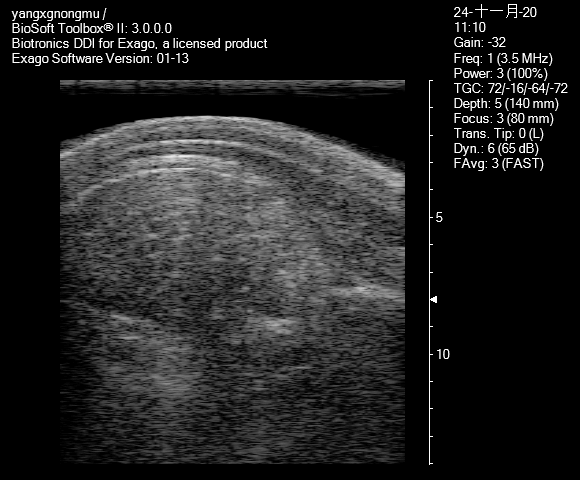 yangxgnongmu /
BioSoft Toolbox® II: 3.0.0.0
Biotronics DDI for Exago, a licensed product
Exago Software Version: 01-13
24-十一月-20
11:10
Gain: -32
Freq: 1 (3.5 MHz)
Power: 3 (100%)
TGC: 72/-16/-64/-72
Depth: 5 (140 mm)
Focus: 3 (80 mm)
Trans. Tip: 0 (L)
Dyn.: 6 (65 dB)
FAvg: 3 (FAST)
5
10